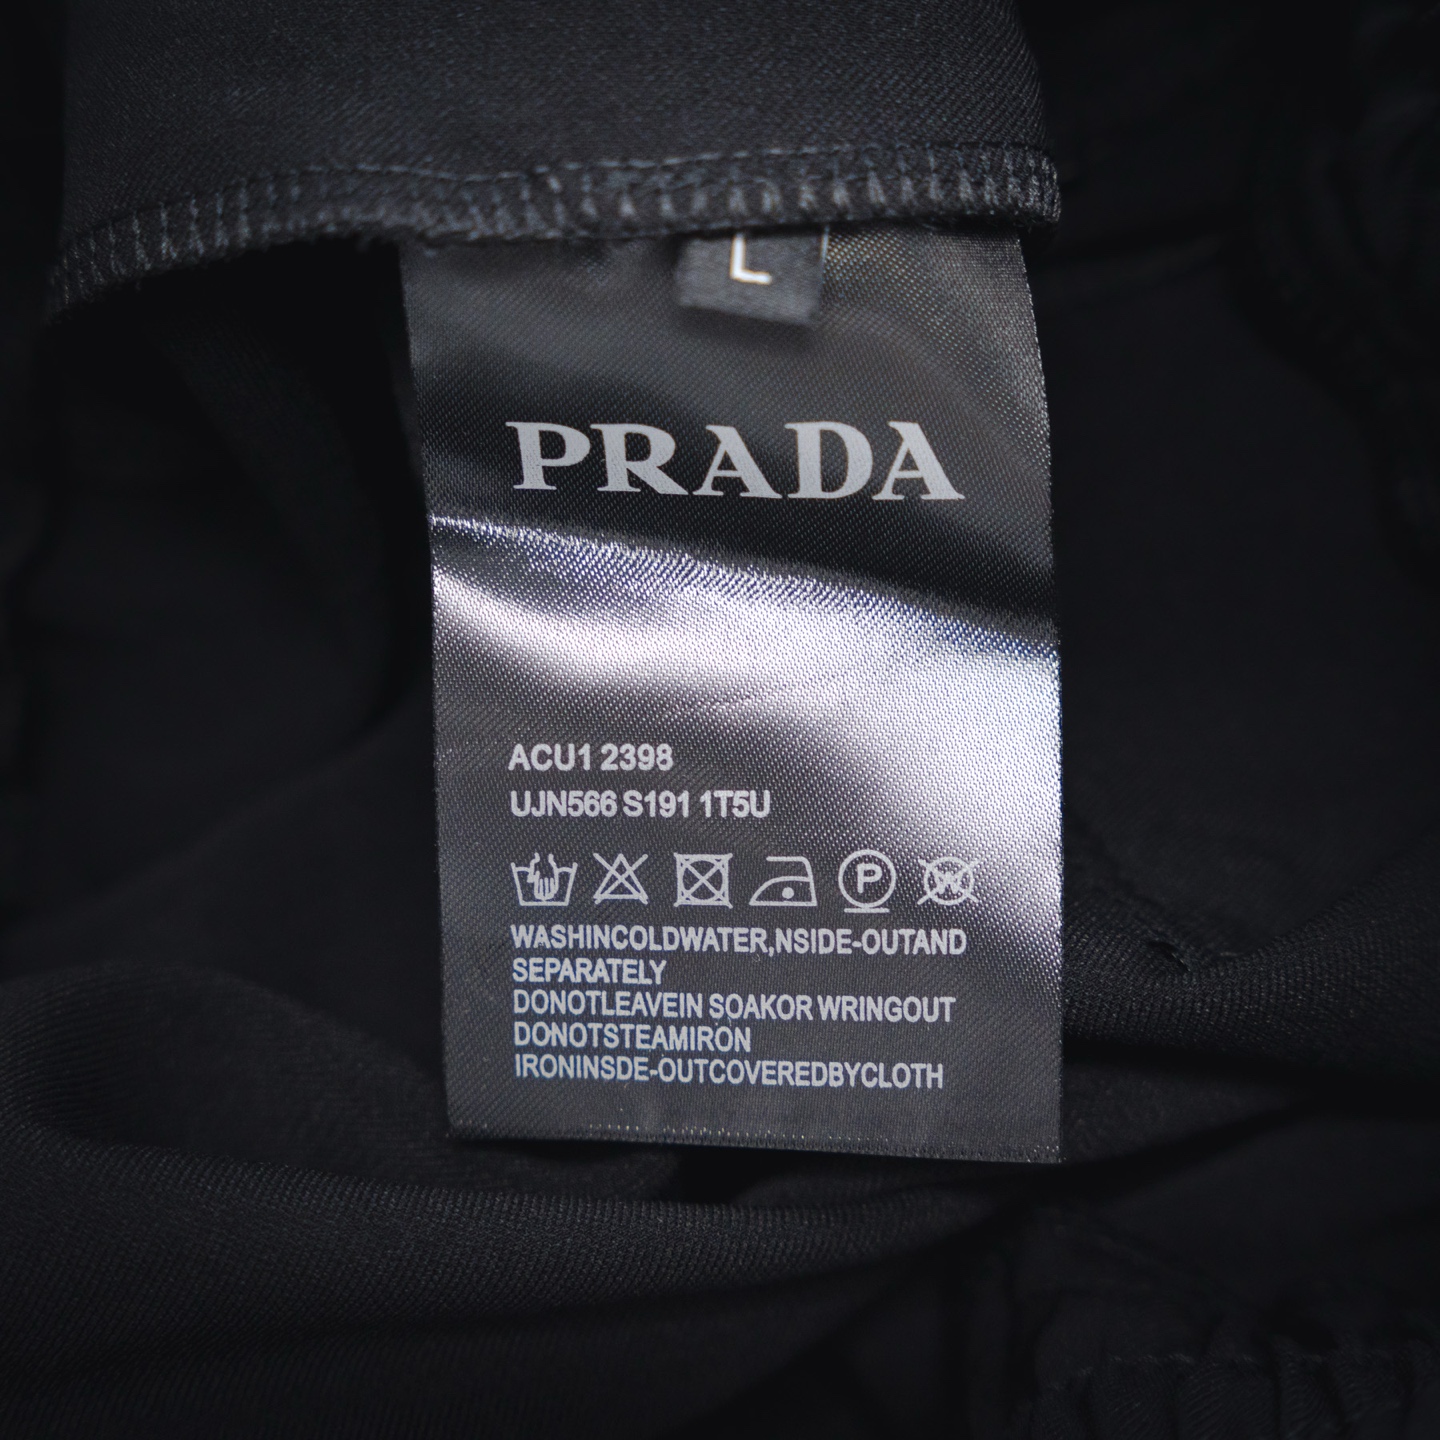 L
PRADA
ACU1 2398
UJN566 S191 1T5U
P W
WASHINCOLDWATER,NSIDE-OUTAND
SEPARATELY
DONOTLEAVEIN SOAKOR WRINGOUT
DONOTSTEAMIRON
IRONINSDE-OUTCOVEREDBYCLOTH